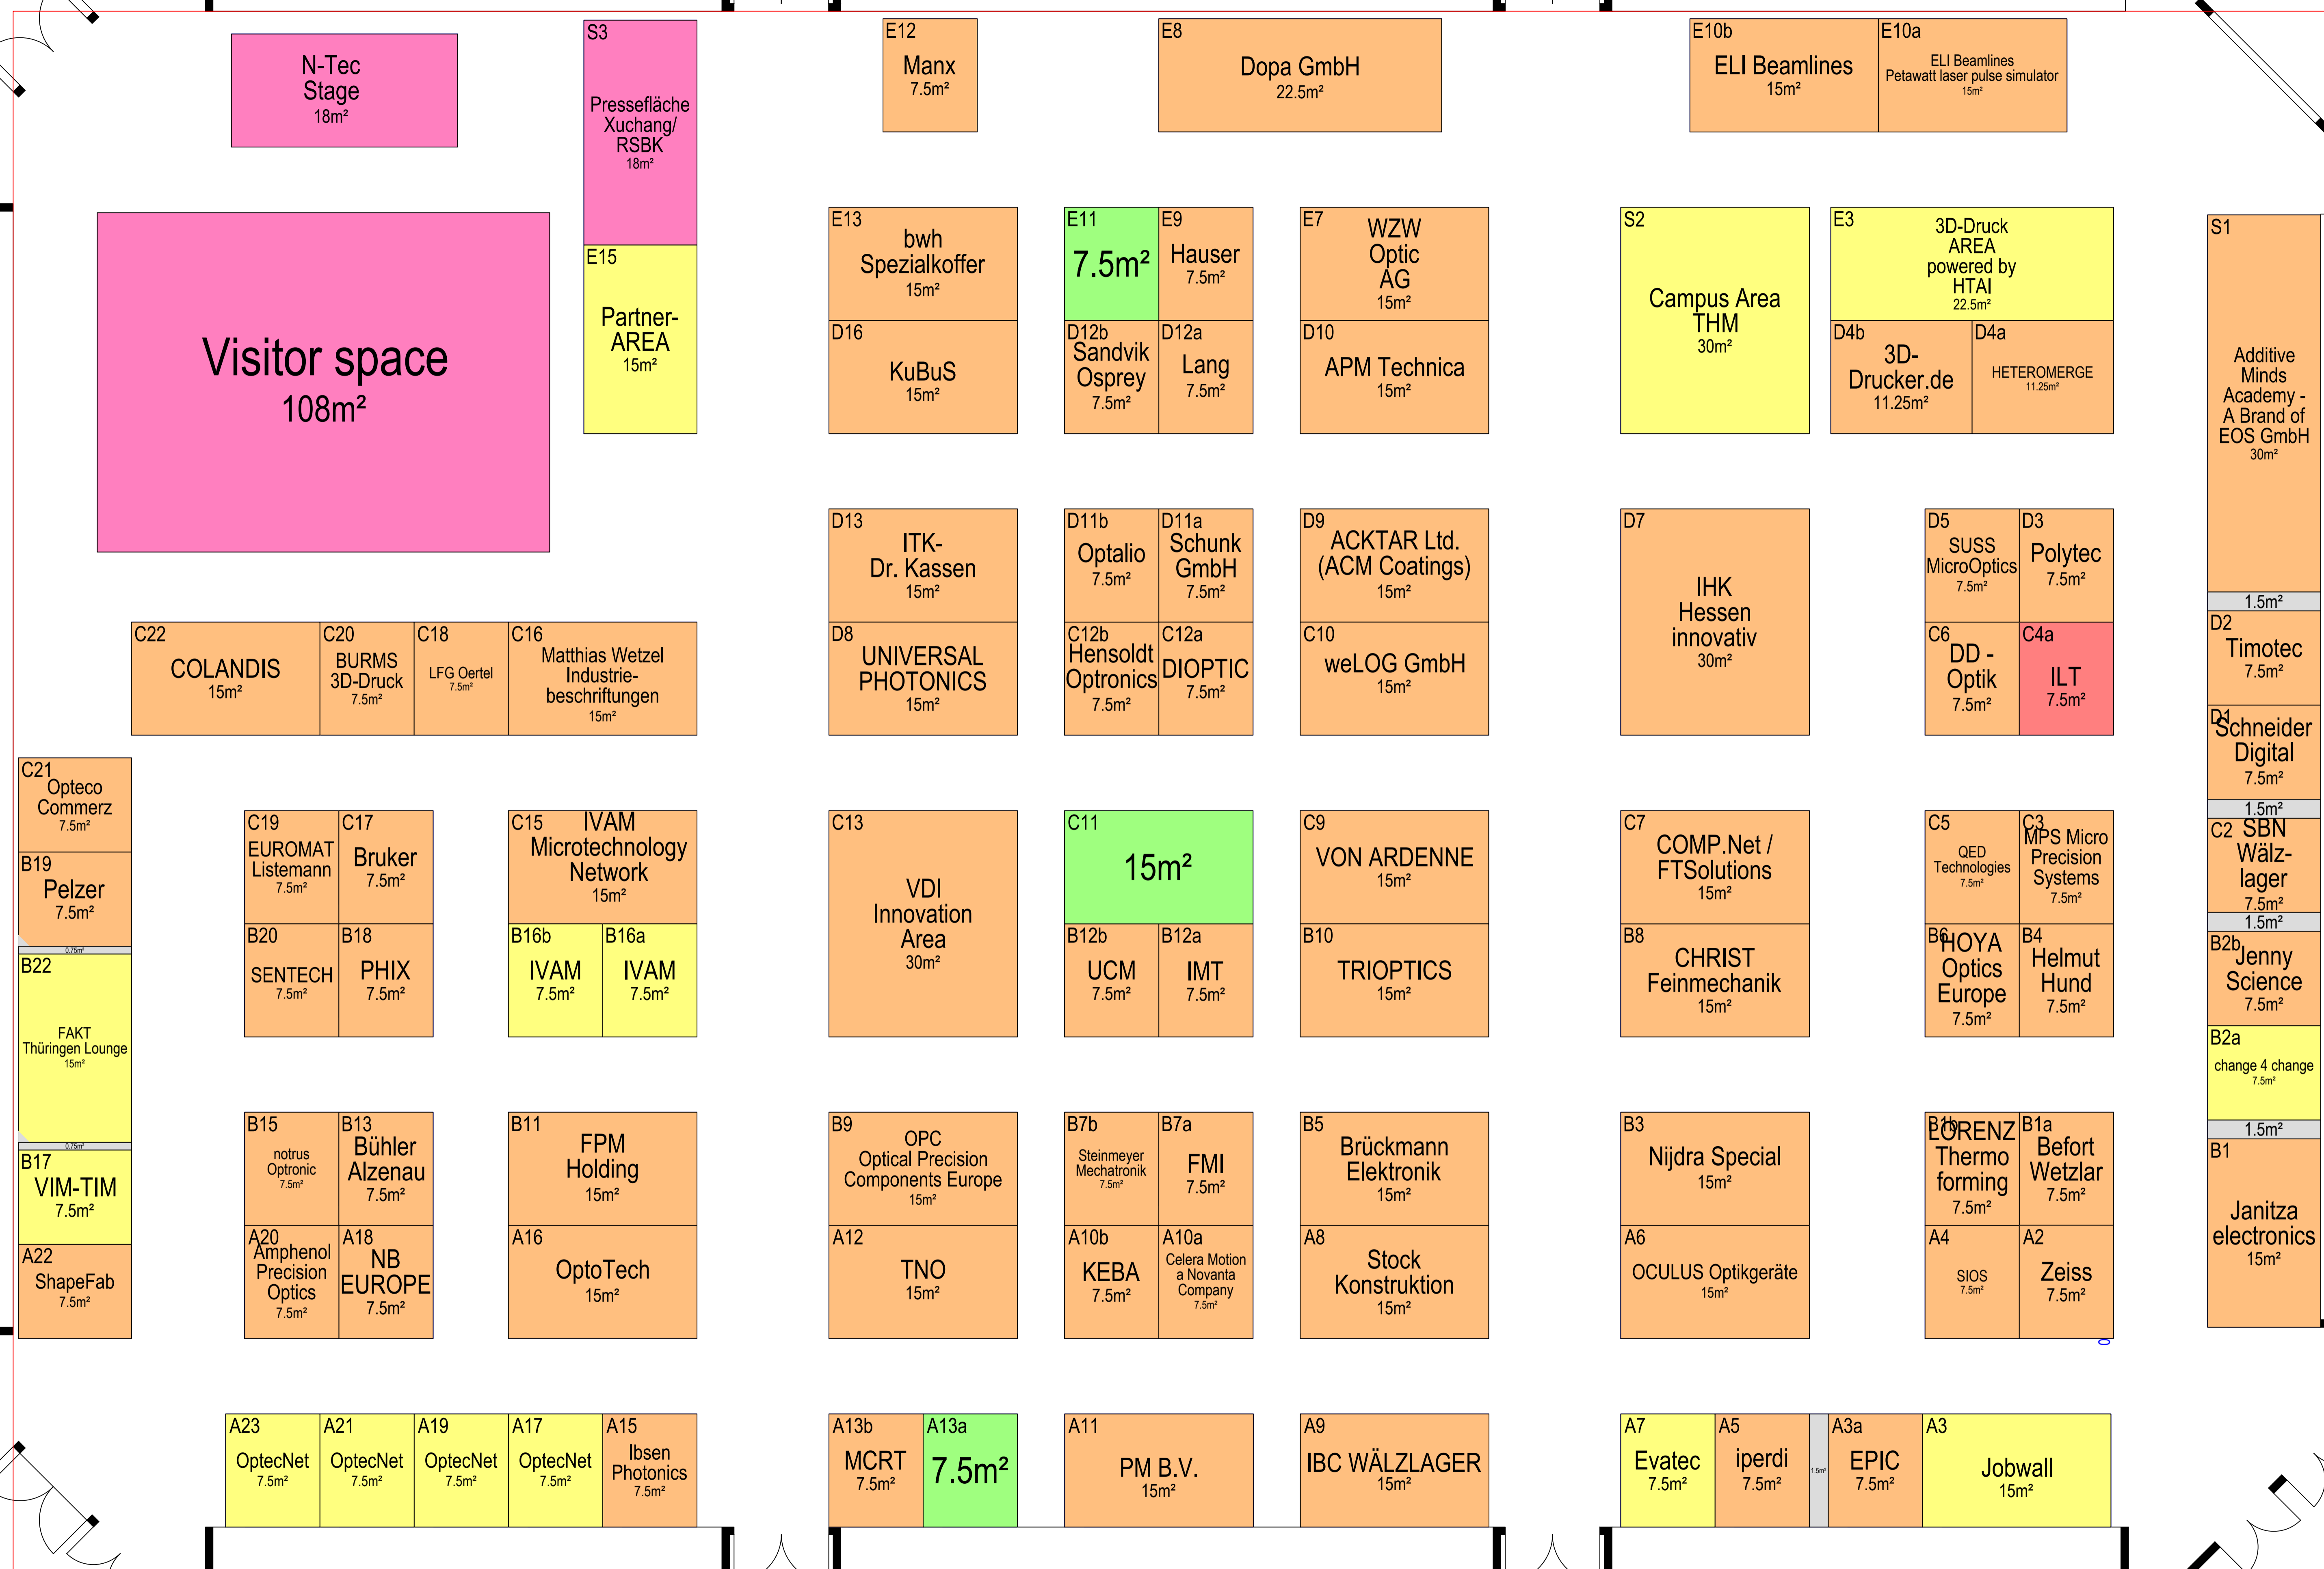 N-Tec
Stage
18m²
S3
Pressefläche
Xuchang/
RSBK
18m²
E12
Manx
7.5m²
E8
Dopa GmbH
22.5m²
E10b
ELI Beamlines
15m²
E10a
ELI Beamlines
Petawatt laser pulse simulator
15m²
Visitor space
108m²
E15
Partner-
AREA
15m²
E13
bwh
Spezialkoffer
15m²
E11
7.5m²
E9
Hauser
7.5m²
E7
WZW
Optic
AG
15m²
S2
Campus Area
THM
30m²
E3
3D-Druck
AREA
powered by
HTAI
22.5m²
S1
Additive
Minds
Academy -
A Brand of
EOS GmbH
30m²
D16
KuBuS
15m²
D12b
Sandvik
Osprey
7.5m²
D12a
Lang
7.5m²
D10
APM Technica
15m²
D4b
3D-
Drucker.de
11.25m²
D4a
HETEROMERGE
11.25m²
D13
ITK-
Dr. Kassen
15m²
D11b
Optalio
7.5m²
D11a
Schunk
GmbH
7.5m²
D9
ACKTAR Ltd.
(ACM Coatings)
15m²
D7
IHK
Hessen
innovativ
30m²
D5
SUSS
MicroOptics
7.5m²
D3
Polytec
7.5m²
1.5m²
C22
COLANDIS
15m²
C20
BURMS
3D-Druck
7.5m²
C18
LFG Oertel
7.5m²
C16
Matthias Wetzel
Industrie-
beschriftungen
15m²
D8
UNIVERSAL
PHOTONICS
15m²
C12b
Hensoldt
Optronics
7.5m²
C12a
DIOPTIC
7.5m²
C10
weLOG GmbH
15m²
C6
DD -
Optik
7.5m²
C4a
ILT
7.5m²
D2
Timotec
7.5m²
D1
Schneider
Digital
7.5m²
1.5m²
C21
Opteco
Commerz
7.5m²
B19
Pelzer
7.5m²
0.75m²
C19
EUROMAT
Listemann
7.5m²
C17
Bruker
7.5m²
C15
IVAM
Microtechnology
Network
15m²
C13
VDI
Innovation
Area
30m²
C11
15m²
C9
VON ARDENNE
15m²
C7
COMP.Net /
FTSolutions
15m²
C5
QED
Technologies
7.5m²
C3
MPS Micro
Precision
Systems
7.5m²
C2
SBN
Wälz-
lager
7.5m²
1.5m²
B22
FAKT
Thüringen Lounge
15m²
0.75m²
B20
SENTECH
7.5m²
B18
PHIX
7.5m²
B16b
IVAM
7.5m²
B16a
IVAM
7.5m²
B12b
UCM
7.5m²
B12a
IMT
7.5m²
B10
TRIOPTICS
15m²
B8
CHRIST
Feinmechanik
15m²
B6
HOYA
Optics
Europe
7.5m²
B4
Helmut
Hund
7.5m²
B2b
Jenny
Science
7.5m²
B2a
change 4 change
7.5m²
1.5m²
B17
VIM-TIM
7.5m²
B15
notrus
Optronic
7.5m²
B13
Bühler
Alzenau
7.5m²
B11
FPM
Holding
15m²
B9
OPC
Optical Precision
Components Europe
15m²
B7b
Steinmeyer
Mechatronik
7.5m²
B7a
FMI
7.5m²
B5
Brückmann
Elektronik
15m²
B3
Nijdra Special
15m²
B1b
LORENZ
Thermo
forming
7.5m²
B1a
Befort
Wetzlar
7.5m²
B1
Janitza
electronics
15m²
A22
ShapeFab
7.5m²
A20
Amphenol
Precision
Optics
7.5m²
A18
NB
EUROPE
7.5m²
A16
OptoTech
15m²
A12
TNO
15m²
A10b
KEBA
7.5m²
A10a
Celera Motion
a Novanta
Company
7.5m²
A8
Stock
Konstruktion
15m²
A6
OCULUS Optikgeräte
15m²
A4
SIOS
7.5m²
A2
Zeiss
7.5m²
0
A23
OptecNet
7.5m²
A21
OptecNet
7.5m²
A19
OptecNet
7.5m²
A17
OptecNet
7.5m²
A15
Ibsen
Photonics
7.5m²
A13b
MCRT
7.5m²
A13a
7.5m²
A11
PM B.V.
15m²
A9
IBC WÄLZLAGER
15m²
A7
Evatec
7.5m²
A5
iperdi
7.5m²
1.5m²
A3a
EPIC
7.5m²
A3
Jobwall
15m²